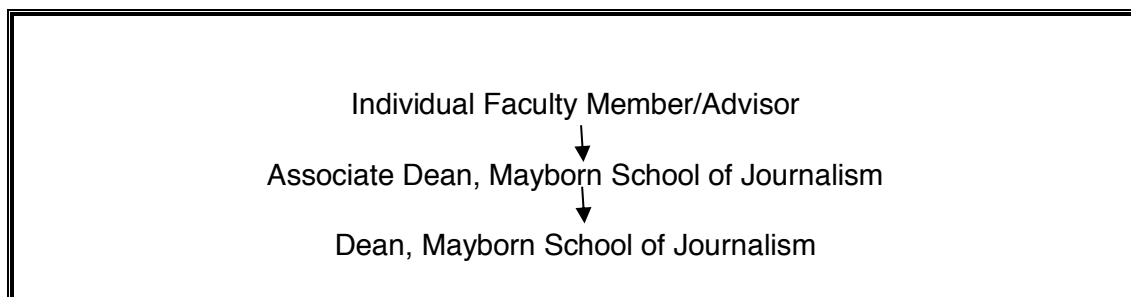 Individual Faculty Member/Advisor
Associate Dean, Mayborn School of Journalism
Dean, Mayborn School of Journalism